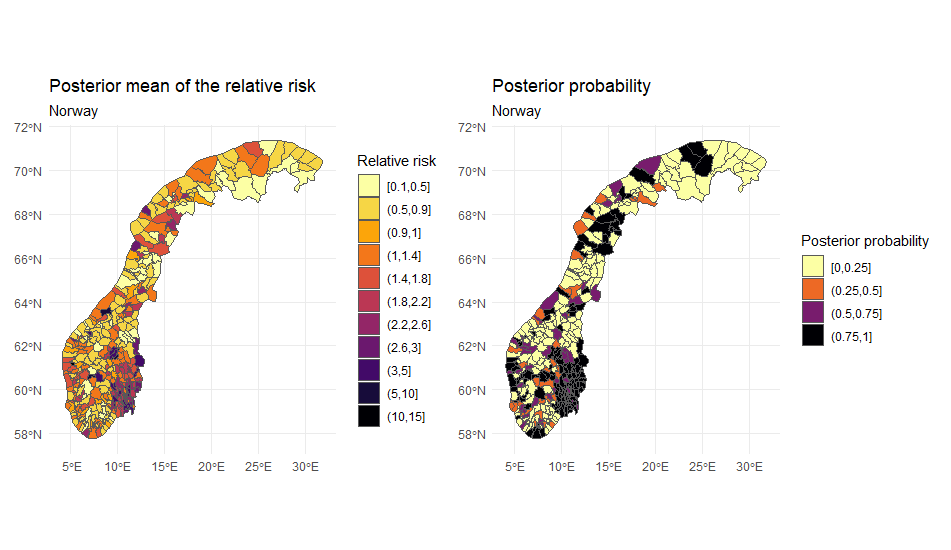 Posterior mean of the relative risk
Norway
72°N
70°N
68°N
66°N
64°N
62°N
60°N
58°N
5°E
10°E
15°E
20°E
25°E
30°E
Relative risk
[0.1,0.5]
(0.5,0.9]
(0.9,1]
(1,1.4]
(1.4,1.8]
(1.8,2.2]
(2.2,2.6]
(2.6,3]
(3,5]
(5,10]
(10,15]
Posterior probability
Norway
72°N
70°N
68°N
66°N
64°N
62°N
60°N
58°N
5°E
10°E
15°E
20°E
25°E
30°E
Posterior probability
[0,0.25]
(0.25,0.5]
(0.5,0.75]
(0.75,1]